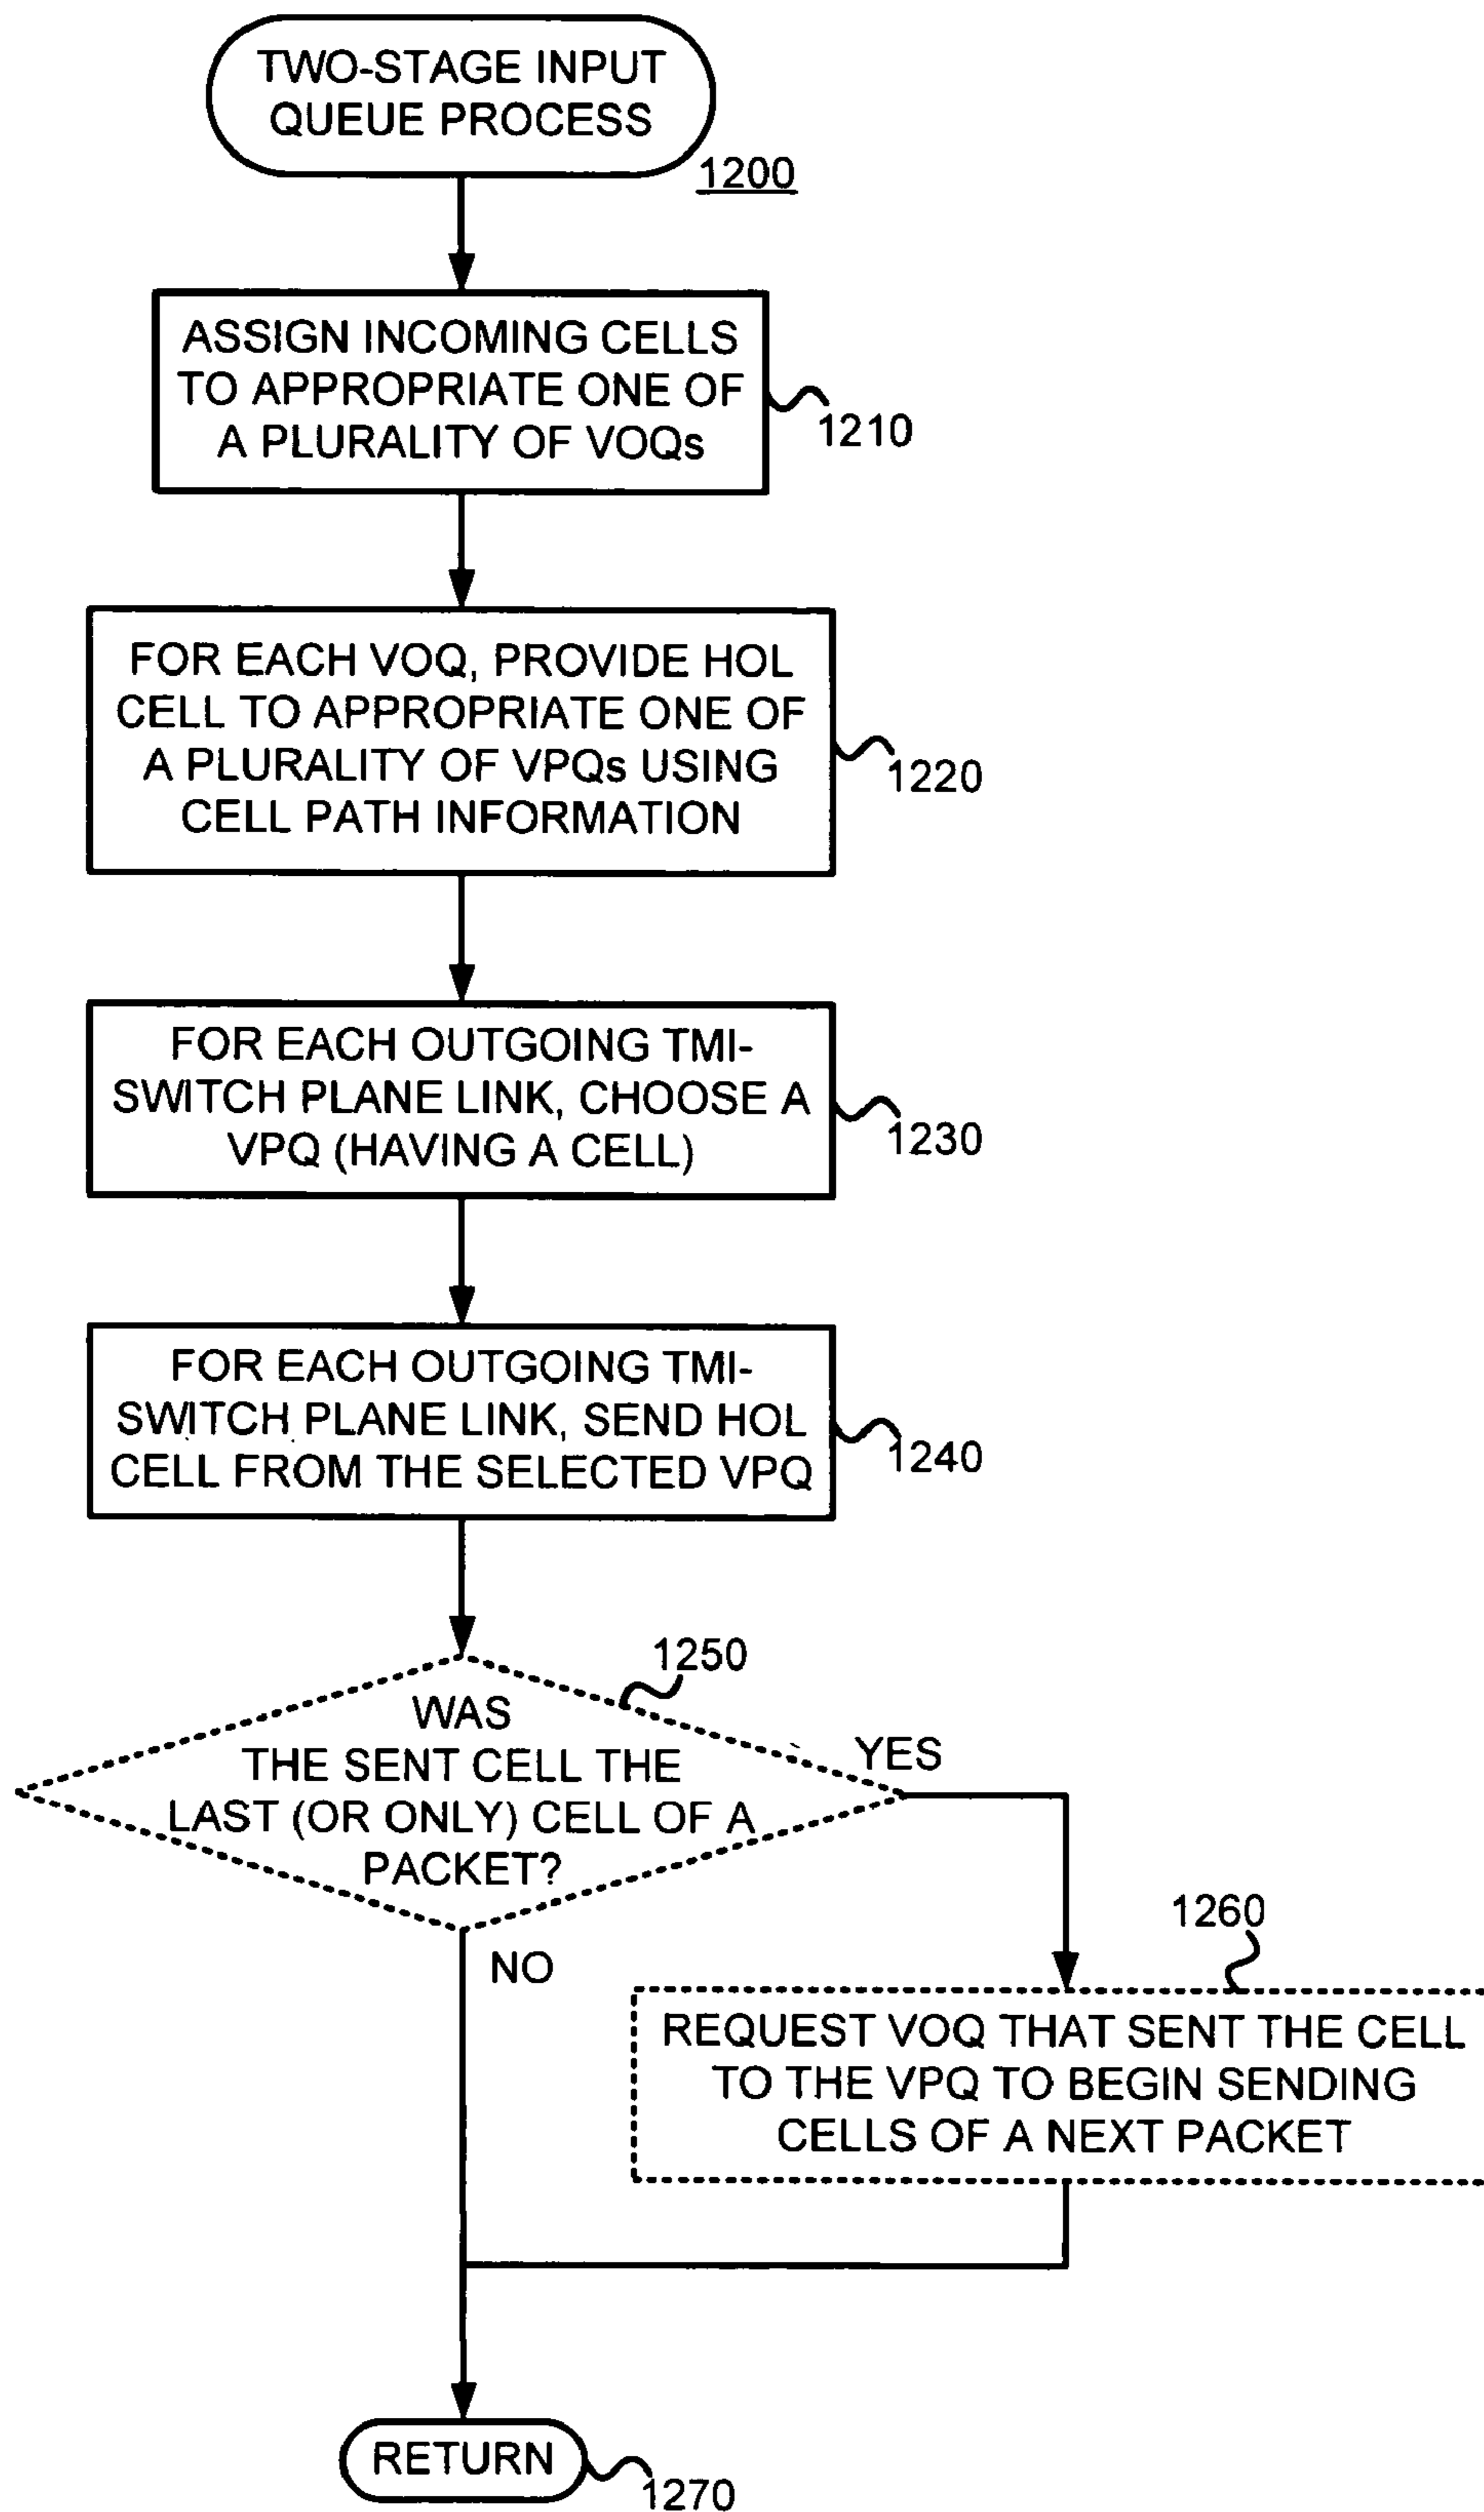 TWO-STAGE INPUT
QUEUE PROCESS
1200
ASSIGN INCOMING CELLS
TO APPROPRIATE ONE OF
A PLURALITY OF VOQs
1210
FOR EACH VOQ, PROVIDE HOL
CELL TO APPROPRIATE ONE OF
A PLURALITY OF VPQs USING
CELL PATH INFORMATION
1220
FOR EACH OUTGOING TMI-
SWITCH PLANE LINK, CHOOSE A
VPQ (HAVING A CELL)
1230
FOR EACH OUTGOING TMI-
SWITCH PLANE LINK, SEND HOL
CELL FROM THE SELECTED VPQ
1240
1250
WAS
THE SENT CELL THE
LAST (OR ONLY) CELL OF A
PACKET?
YES
NO
1260
REQUEST VOQ THAT SENT THE CELL
TO THE VPQ TO BEGIN SENDING
CELLS OF A NEXT PACKET
RETURN
1270